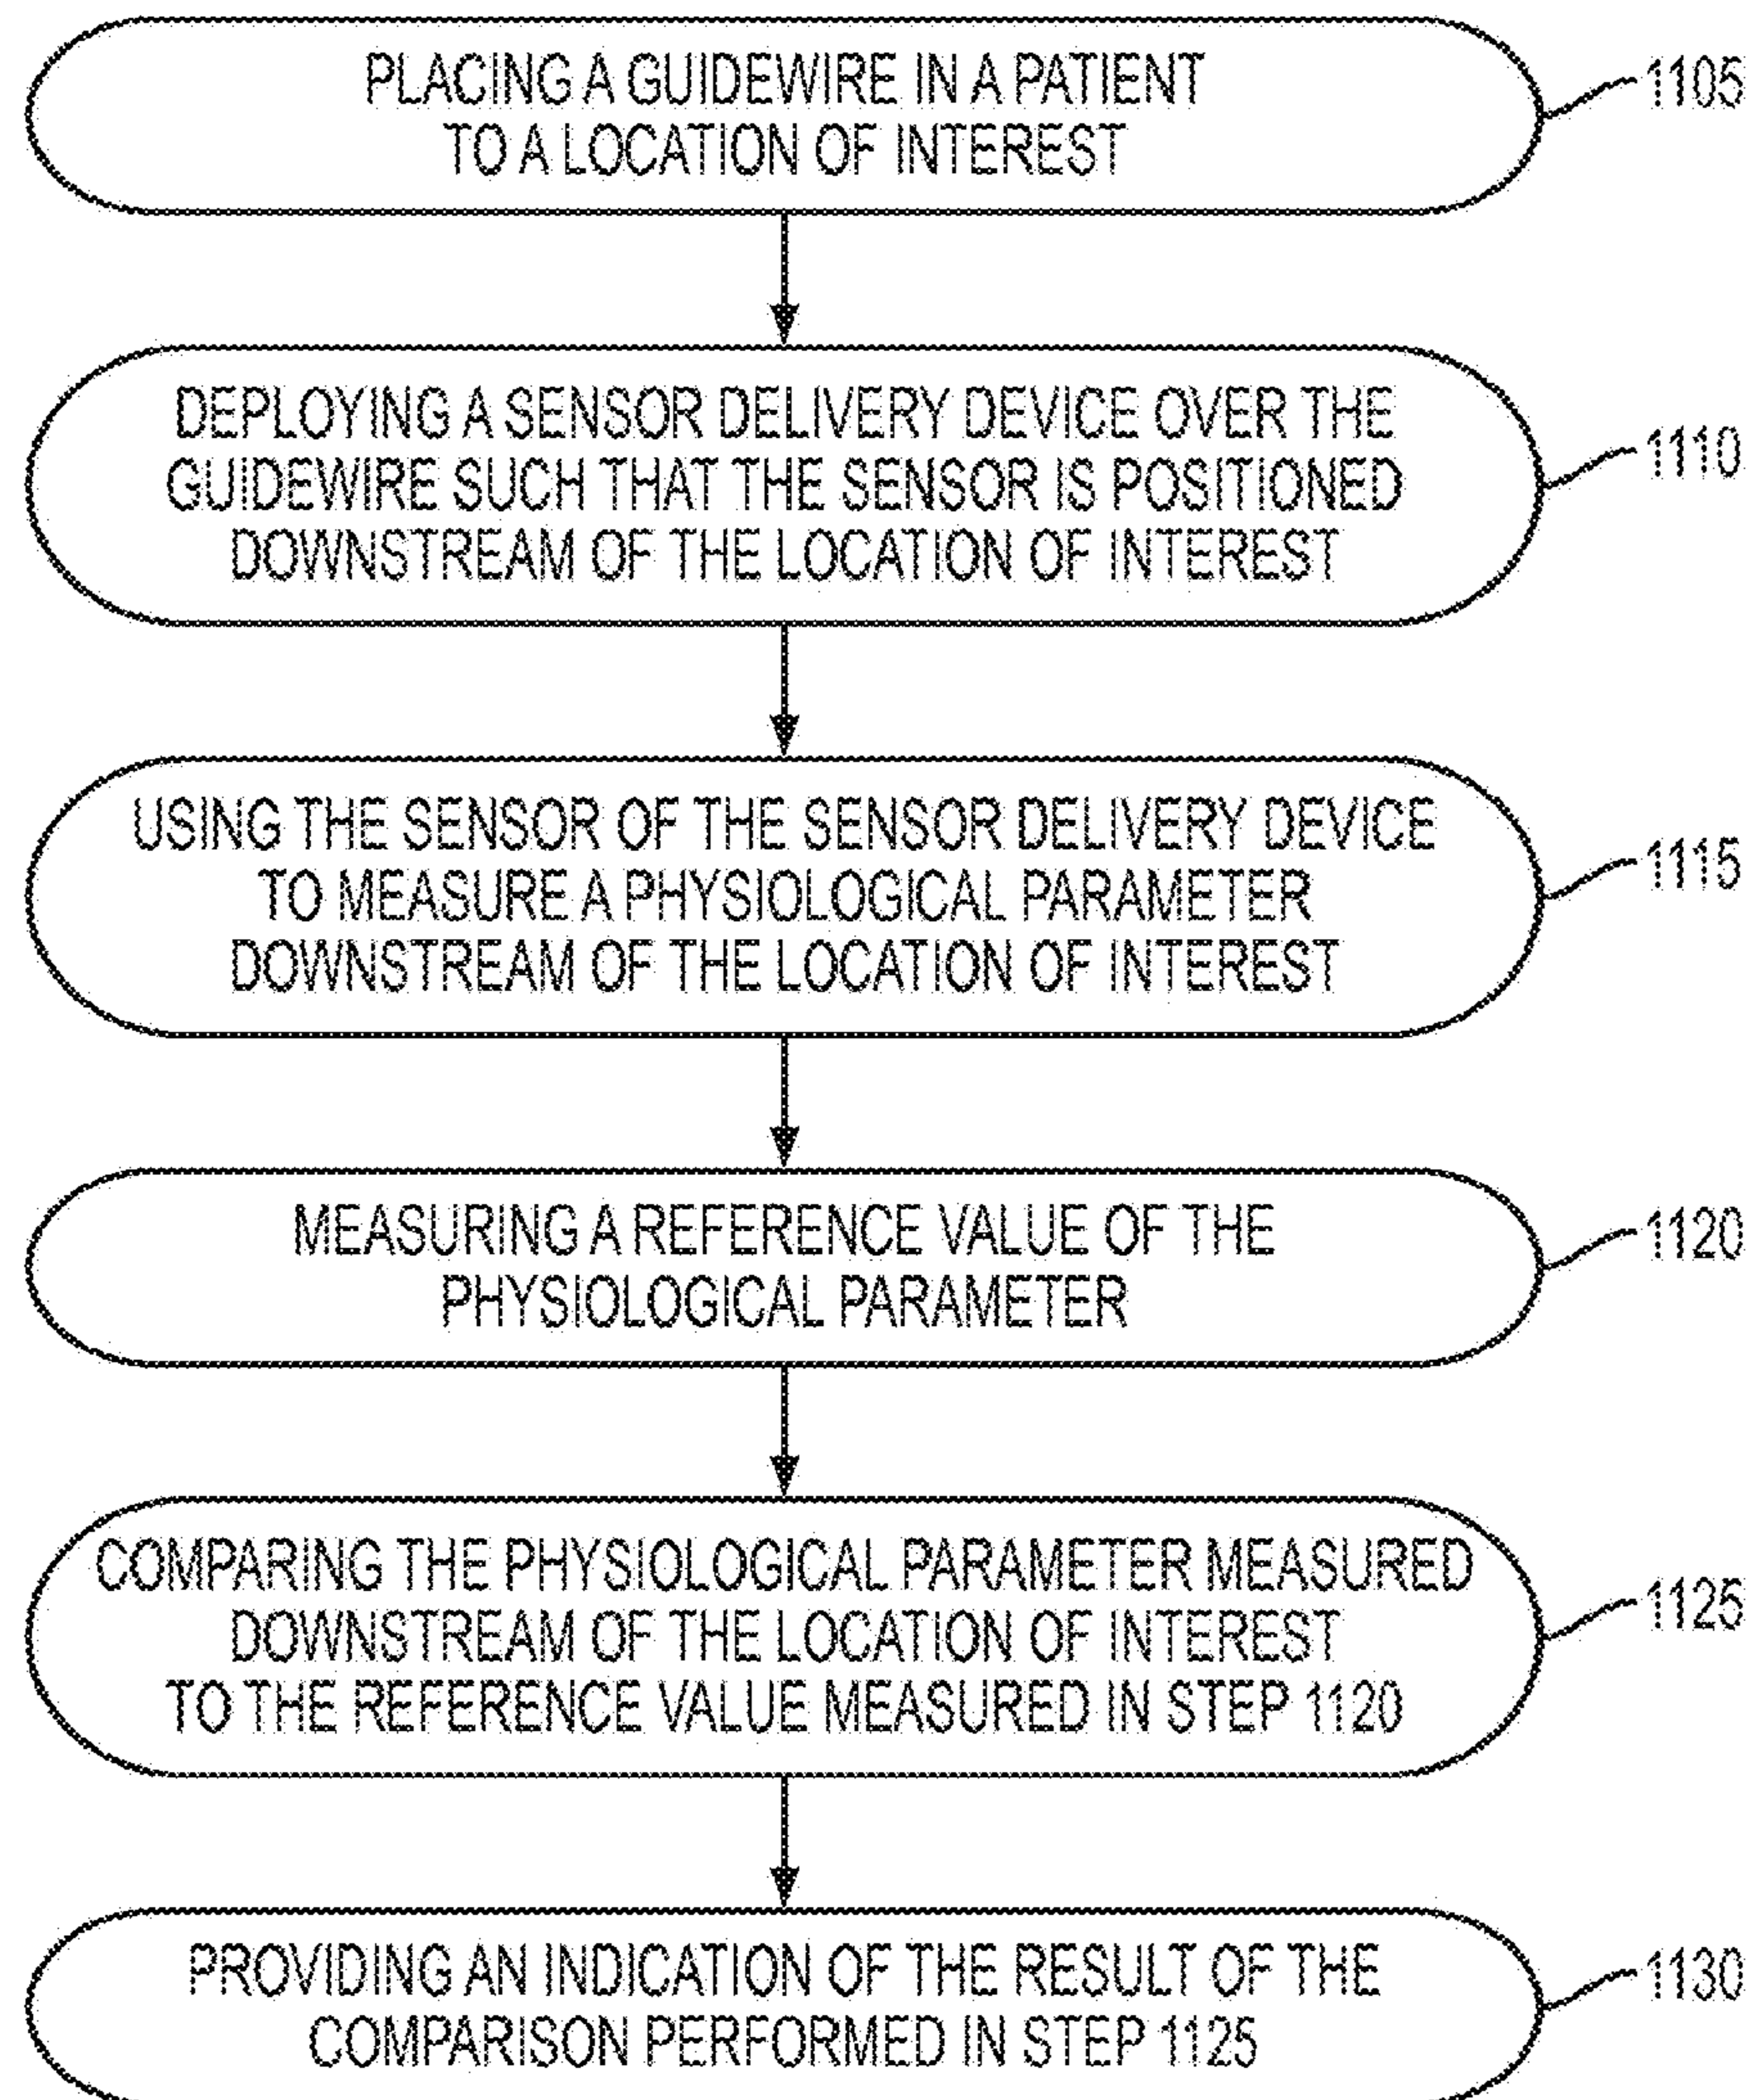 PLACING A GUIDEWIRE IN A PATIENT
TO A LOCATION OF INTEREST
1105
DEPLOYING A SENSOR DELIVERY DEVICE OVER THE
GUIDEWIRE SUCH THAT THE SENSOR IS POSITIONED
DOWNSTREAM OF THE LOCATION OF INTEREST
1110
USING THE SENSOR OF THE SENSOR DELIVERY DEVICE
TO MEASURE A PHYSIOLOGICAL PARAMETER
DOWNSTREAM OF THE LOCATION OF INTEREST
1115
MEASURING A REFERENCE VALUE OF THE
PHYSIOLOGICAL PARAMETER
1120
COMPARING THE PHYSIOLOGICAL PARAMETER MEASURED
DOWNSTREAM OF THE LOCATION OF INTEREST
TO THE REFERENCE VALUE MEASURED IN STEP 1120
1125
PROVIDING AN INDICATION OF THE RESULT OF THE
COMPARISON PERFORMED IN STEP 1125
1130